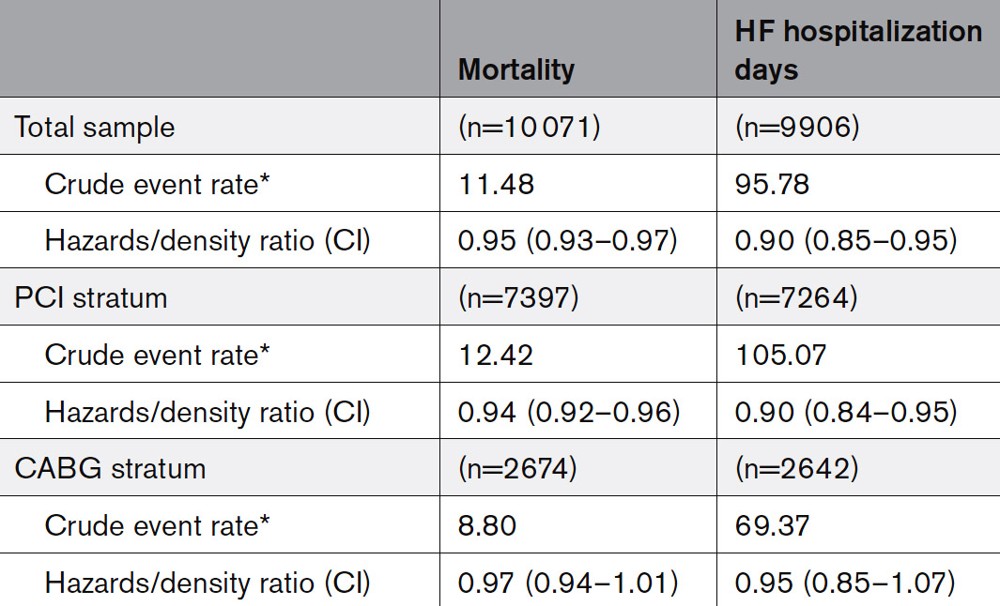 Mortality
HF hospitalization
days
Total sample
(n=10 071)
(n=9906)
Crude event rate*
11.48
95.78
Hazards/density ratio (CI)
0.95 (0.93–0.97)
0.90 (0.85–0.95)
PCI stratum
(n=7397)
(n=7264)
Crude event rate*
12.42
105.07
Hazards/density ratio (CI)
0.94 (0.92–0.96)
0.90 (0.84–0.95)
CABG stratum
(n=2674)
(n=2642)
Crude event rate*
8.80
69.37
Hazards/density ratio (CI)
0.97 (0.94–1.01)
0.95 (0.85–1.07)